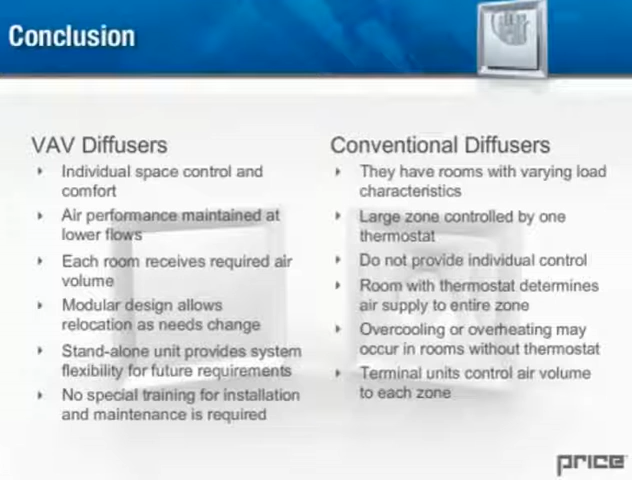 Conclusion
VAV Diffusers
Individual space control and
comfort
Air performance maintained at
lower flows
Each room receives required air
volume
Modular design allows
relocation as needs change
Stand-alone unit provides system
flexibility for future requirements
No special training for installation
and maintenance is required
Conventional Diffusers
They have rooms with varying load
characteristics
Large zone controlled by one
thermostat
Do not provide individual control
Room with thermostat determines
air supply to entire zone
Overcooling or overheating may
occur in rooms without thermostat
Terminal units control air volume
to each zone
price